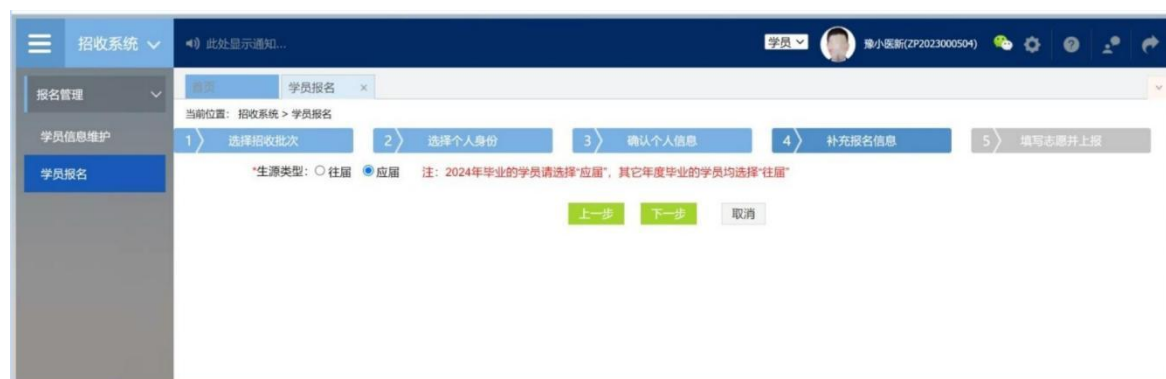 招收系统
此处显示通知...
学员
豫小医新(ZP2023000504)
报名管理
首页
学员报名 ×
当前位置: 招收系统 > 学员报名
学员信息维护
1 选择招收批次
2 选择个人身份
3 确认个人信息
4 补充报名信息
5 填写志愿并上报
学员报名
*生源类型: 往届 应届 注: 2024年毕业的学员请选择"应届", 其它年度毕业的学员均选择"往届"
上一步 下一步 取消